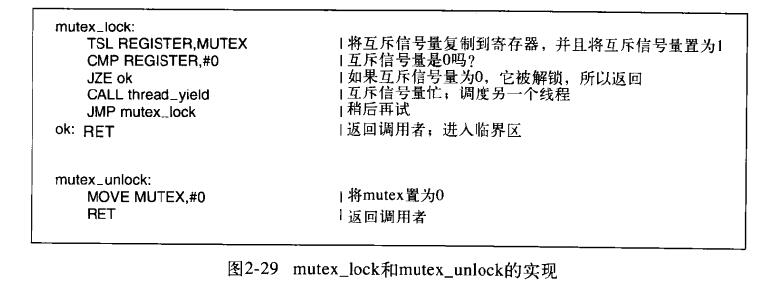 mutex_lock:
TSL REGISTER,MUTEX | 将互斥信号量复制到寄存器，并且将互斥信号量置为1
CMP REGISTER,#0 | 互斥信号量是0吗？
JZE ok | 如果互斥信号量为0，它被解锁，所以返回
CALL thread_yield | 互斥信号量忙；调度另一个线程
JMP mutex_lock | 稍后再试
ok: RET | 返回调用者；进入临界区
mutex_unlock:
MOVE MUTEX,#0 | 将mutex置为0
RET | 返回调用者
图2-29 mutex_lock和mutex_unlock的实现